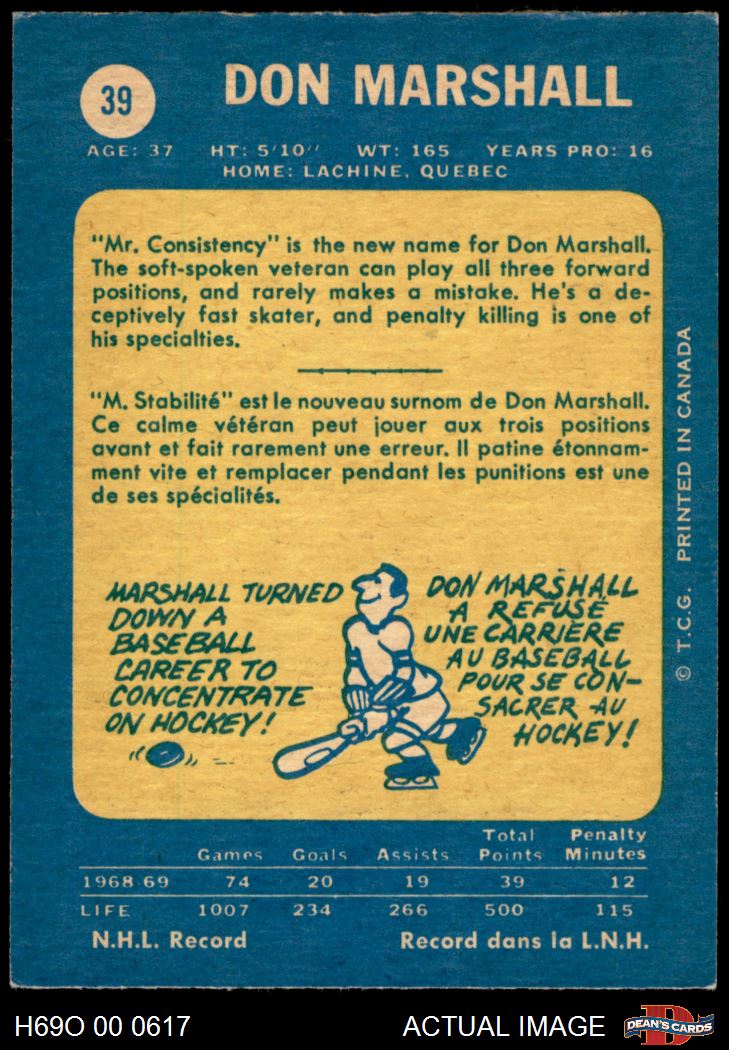 39
DON MARSHALL
AGE: 37 HT: 5'10" WT: 165 YEARS PRO: 16
HOME: LACHINE, QUEBEC
"Mr. Consistency" is the new name for Don Marshall.
The soft-spoken veteran can play all three forward
positions, and rarely makes a mistake. He's a de-
ceptively fast skater, and penalty killing is one of
his specialties.
"M. Stabilité" est le nouveau surnom de Don Marshall.
Ce calme vétéran peut jouer aux trois positions
avant et fait rarement une erreur. Il patine étonnam-
ment vite et remplacer pendant les punitions est une
de ses spécialités.
MARSHALL TURNED
DOWN A
BASEBALL
CAREER TO
CONCENTRATE
ON HOCKEY!
DON MARSHALL
A REFUSÉ
UNE CARRIÈRE
AU BASEBALL
POUR SE CON-
SACRER AU
HOCKEY!
© T.C.G. PRINTED IN CANADA
Games Goals Assists Total Points Penalty Minutes
1968-69 74 20 19 39 12
LIFE 1007 234 266 500 115
N.H.L. Record Record dans la L.N.H.
H69O 00 0617 ACTUAL IMAGE
D
DEAN'S CARDS